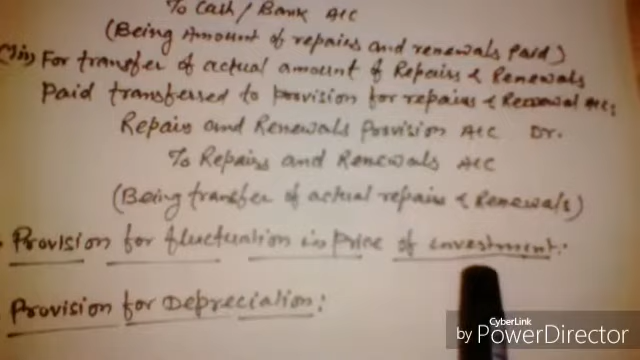 To Cash / Bank A/C
(Being Amount of repairs and renewals paid)
For transfer of actual amount of Repairs & Renewals
Paid transferred to provision for repairs & Renewal A/C:
Repairs and Renewals Provision A/C Dr.
To Repairs and Renewals A/C
(Being transfer of actual repairs & Renewals)
Provision for fluctuation in Price of investment:
Provision for Depreciation:
CyberLink
by PowerDirector